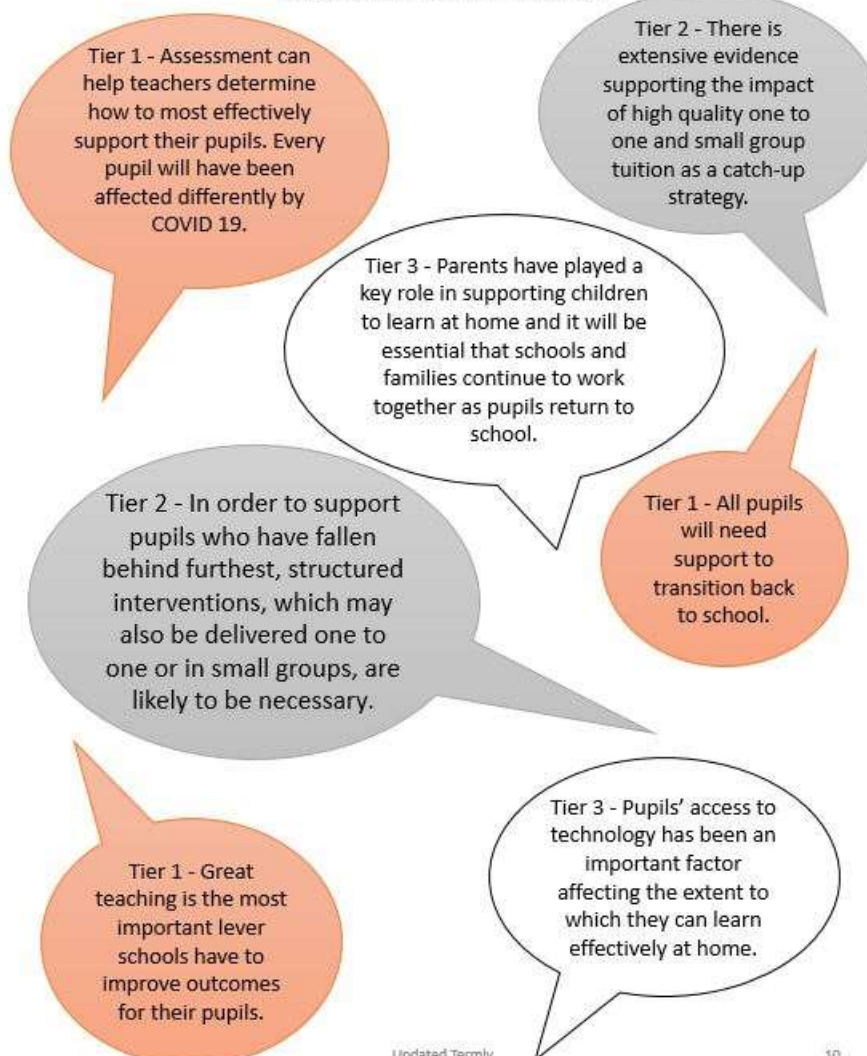 Tier 1 - Assessment can
help teachers determine
how to most effectively
support their pupils. Every
pupil will have been
affected differently by
COVID 19.
Tier 2 - There is
extensive evidence
supporting the impact
of high quality one to
one and small group
tuition as a catch-up
strategy.
Tier 3 - Parents have played a
key role in supporting children
to learn at home and it will be
essential that schools and
families continue to work
together as pupils return to
school.
Tier 1 - All pupils
will need
support to
transition back
to school.
Tier 2 - In order to support
pupils who have fallen
behind furthest, structured
interventions, which may
also be delivered one to
one or in small groups, are
likely to be necessary.
Tier 3 - Pupils' access to
technology has been an
important factor
affecting the extent to
which they can learn
effectively at home.
Tier 1 - Great
teaching is the most
important lever
schools have to
improve outcomes
for their pupils.
Updated Termly
10